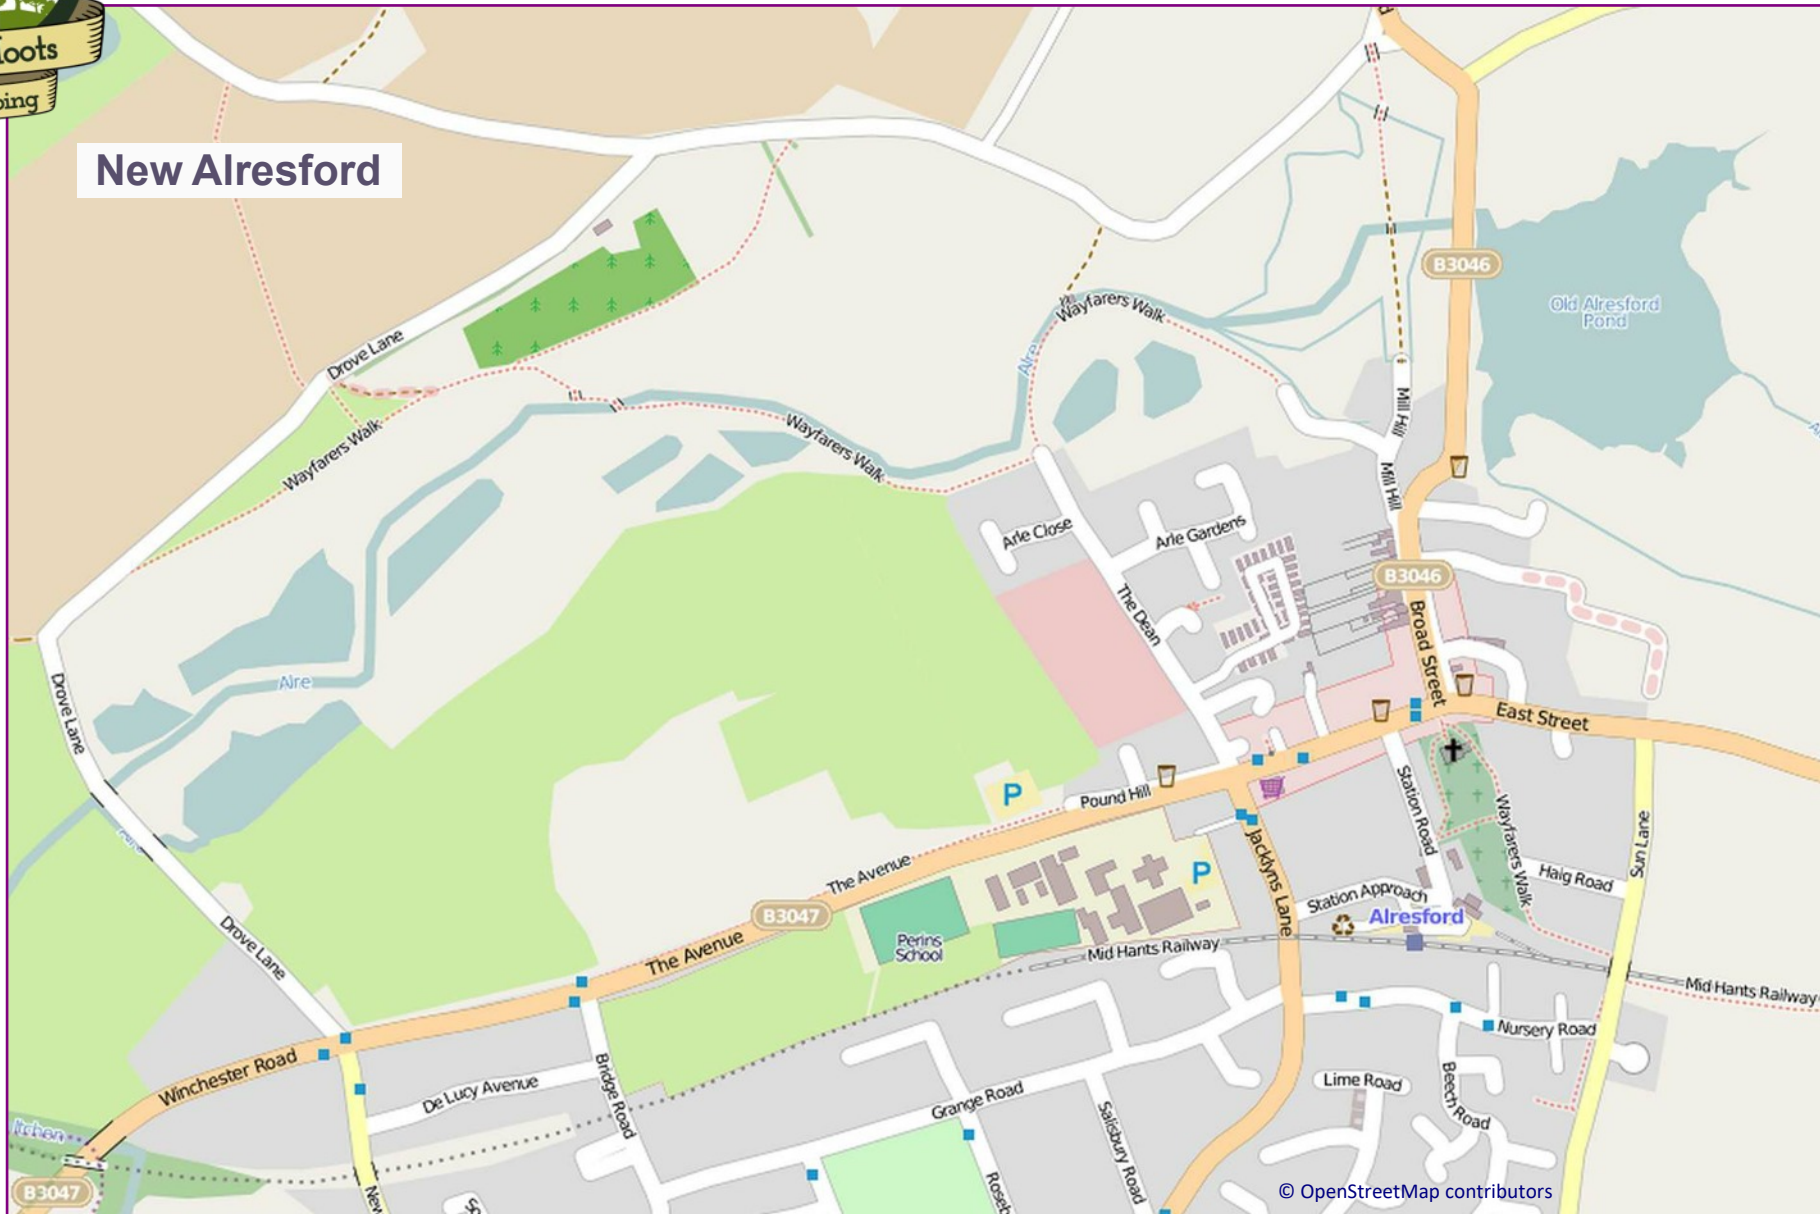 New Alresford
B3046
Old Alresford
Pond
Wayfarers Walk
Alre
Drove Lane
Mill Hill
Wayfarers Walk
Wayfarers Walk
Mill Hill
Arle Close
Arle Gardens
B3046
The Dean
Broad Street
Alre
Drove Lane
East Street
P
Pound Hill
Station Road
Wayfarers Walk
Sun Lane
Jacklyns Lane
The Avenue
P
Haig Road
Station Approach
B3047
Alresford
Drove Lane
The Avenue
Perins
School
Mid Hants Railway
Mid Hants Railway
Nursery Road
Winchester Road
De Lucy Avenue
Bridge Road
Grange Road
Salisbury Road
Lime Road
Beech Road
Itchen
B3047
New
© OpenStreetMap contributors